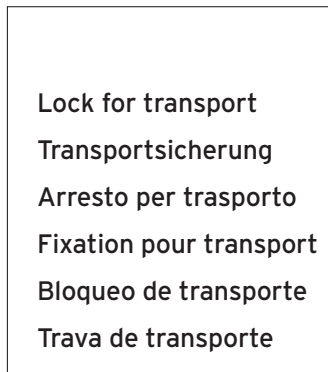 Lock for transport
Transportsicherung
Arresto per trasporto
Fixation pour transport
Bloqueo de transporte
Trava de transporte